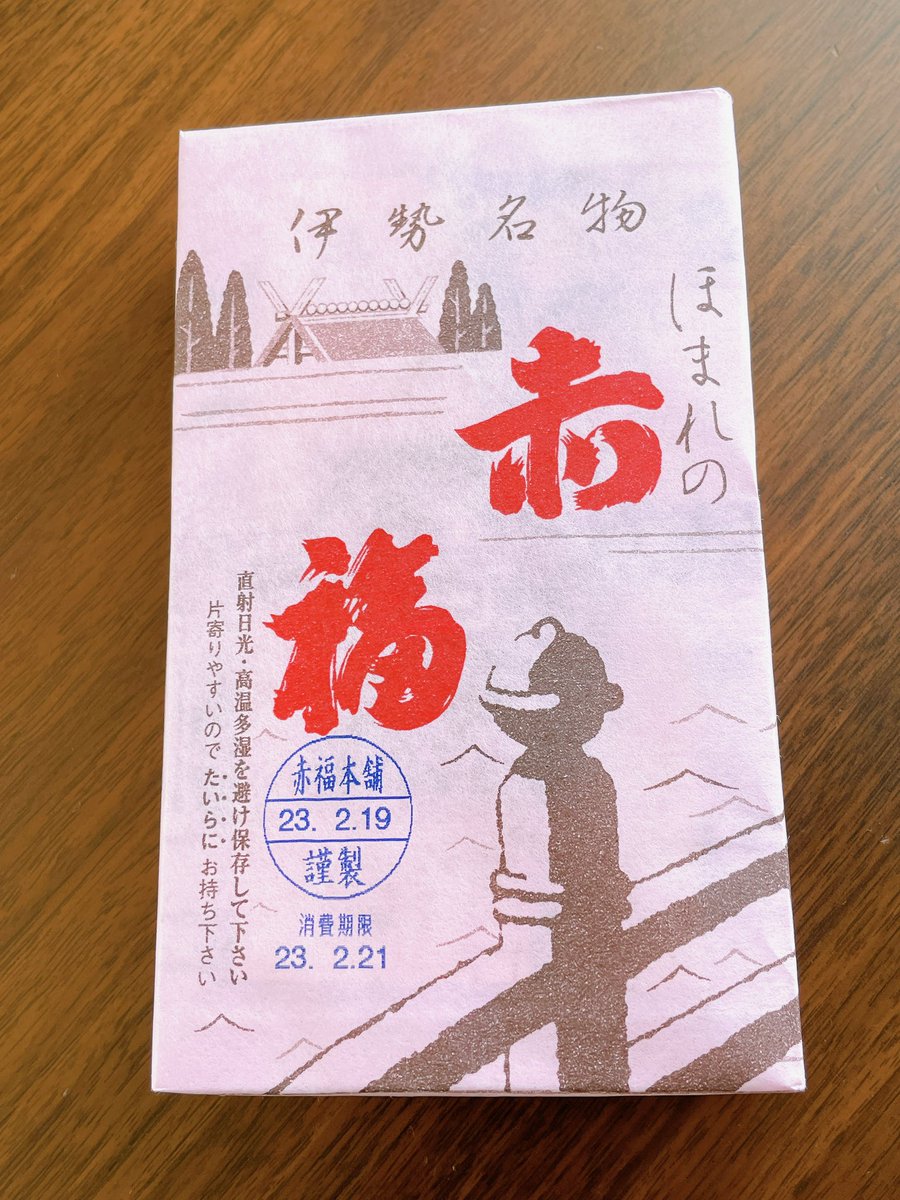 伊勢名物
ほまれの
赤福
直射日光・高温多湿を避け保存して下さい
片寄りやすいので たいらに お持ち下さい
赤福本舗
23. 2.19
謹製
消費期限
23. 2.21